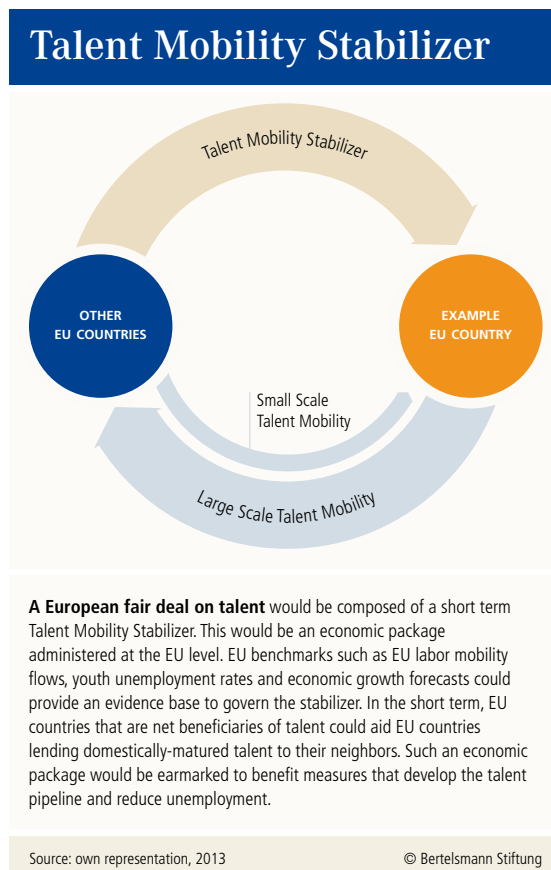 Talent Mobility Stabilizer
Talent Mobility Stabilizer
OTHER
EU COUNTRIES
EXAMPLE
EU COUNTRY
Small Scale
Talent Mobility
Large Scale Talent Mobility
A European fair deal on talent would be composed of a short term
Talent Mobility Stabilizer. This would be an economic package
administered at the EU level. EU benchmarks such as EU labor mobility
flows, youth unemployment rates and economic growth forecasts could
provide an evidence base to govern the stabilizer. In the short term, EU
countries that are net beneficiaries of talent could aid EU countries
lending domestically-matured talent to their neighbors. Such an economic
package would be earmarked to benefit measures that develop the talent
pipeline and reduce unemployment.
Source: own representation, 2013
© Bertelsmann Stiftung